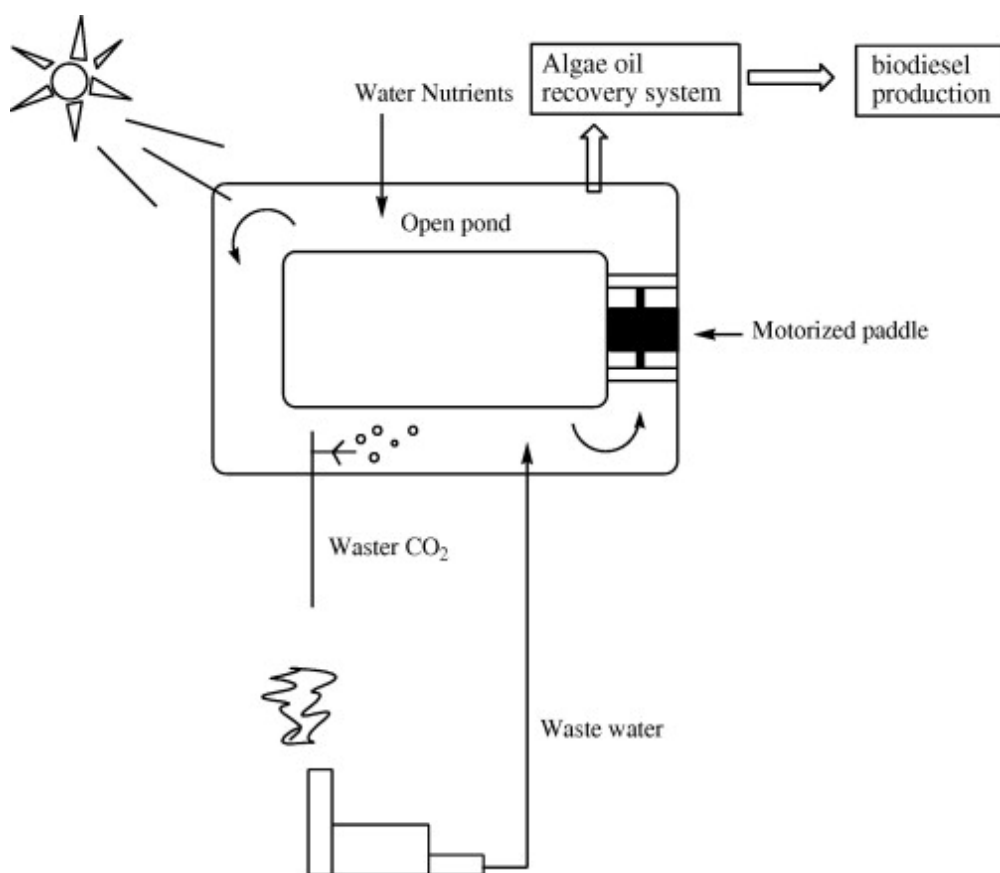 Algae oil
recovery system
biodiesel
production
Water Nutrients
Open pond
Motorized paddle
Waster CO₂
Waste water